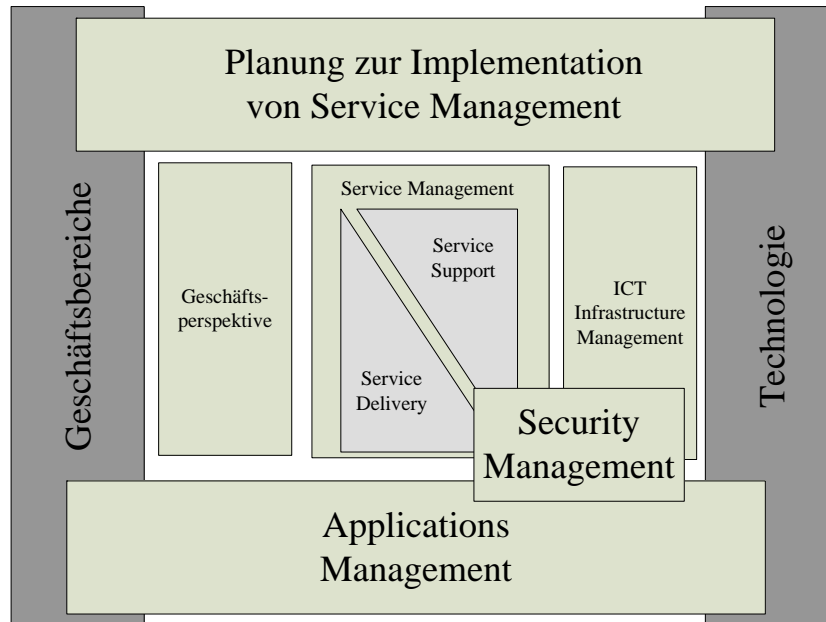 Planung zur Implementation
von Service Management
Geschäftsbereiche
Geschäfts-
perspektive
Service Management
Service
Support
Service
Delivery
ICT
Infrastructure
Management
Technologie
Security
Management
Applications
Management